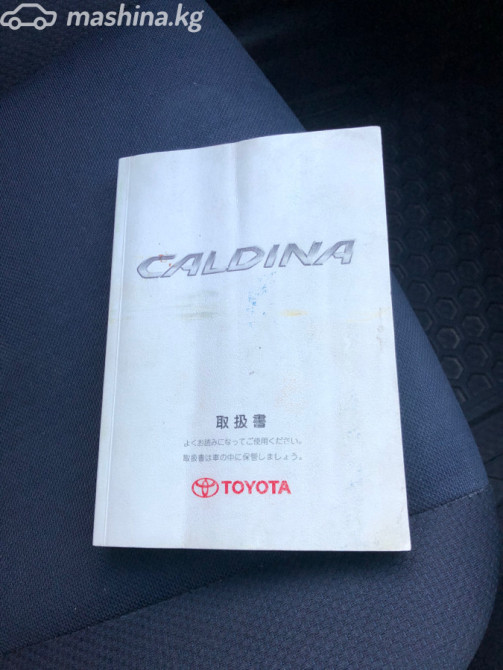 mashina.kg
CALDINA
取扱書
よくお読みになってご使用ください。
取扱書は車の中に保管しましょう。
TOYOTA